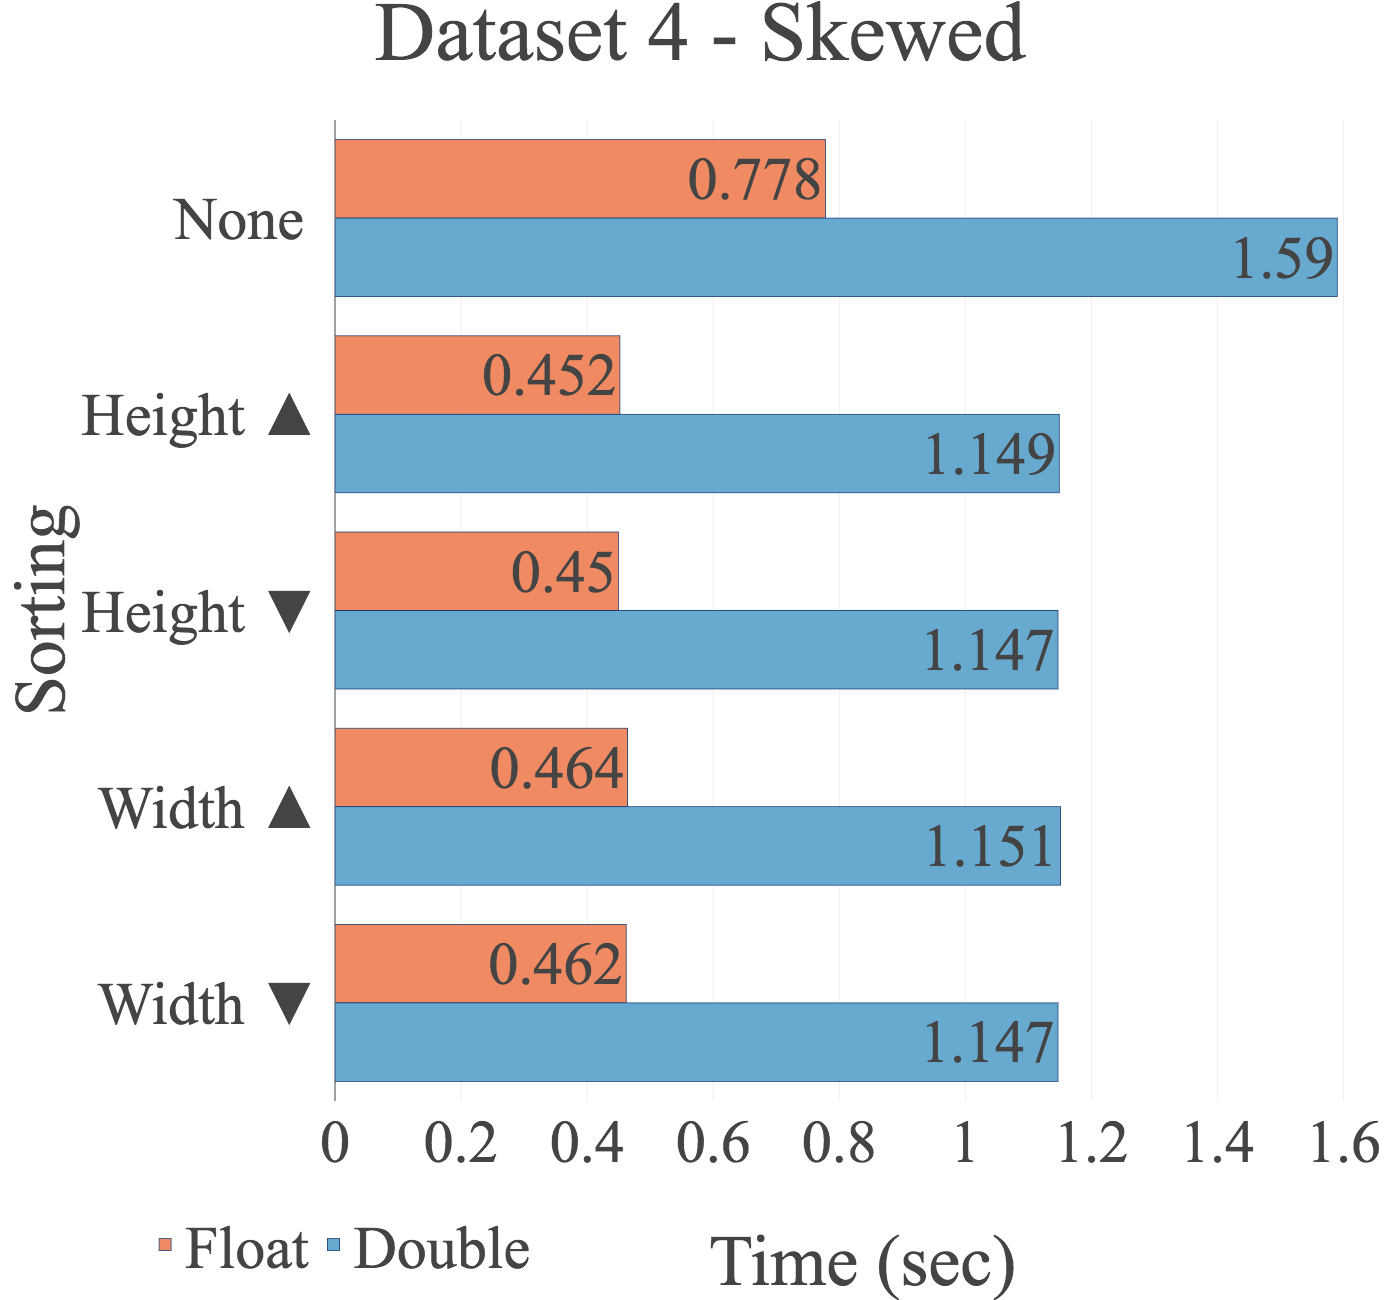 Dataset 4 - Skewed
Sorting
None
0.778
1.59
Height ▲
0.452
1.149
Height ▼
0.45
1.147
Width ▲
0.464
1.151
Width ▼
0.462
1.147
0 0.2 0.4 0.6 0.8 1 1.2 1.4 1.6
Float Double
Time (sec)